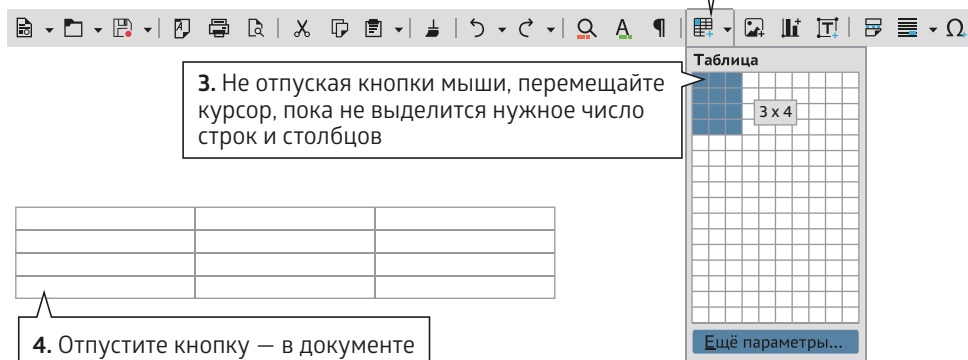 Таблица
3. Не отпуская кнопки мыши, перемещайте
курсор, пока не выделится нужное число
строк и столбцов
3 x 4
4. Отпустите кнопку — в документе
Ещё параметры...